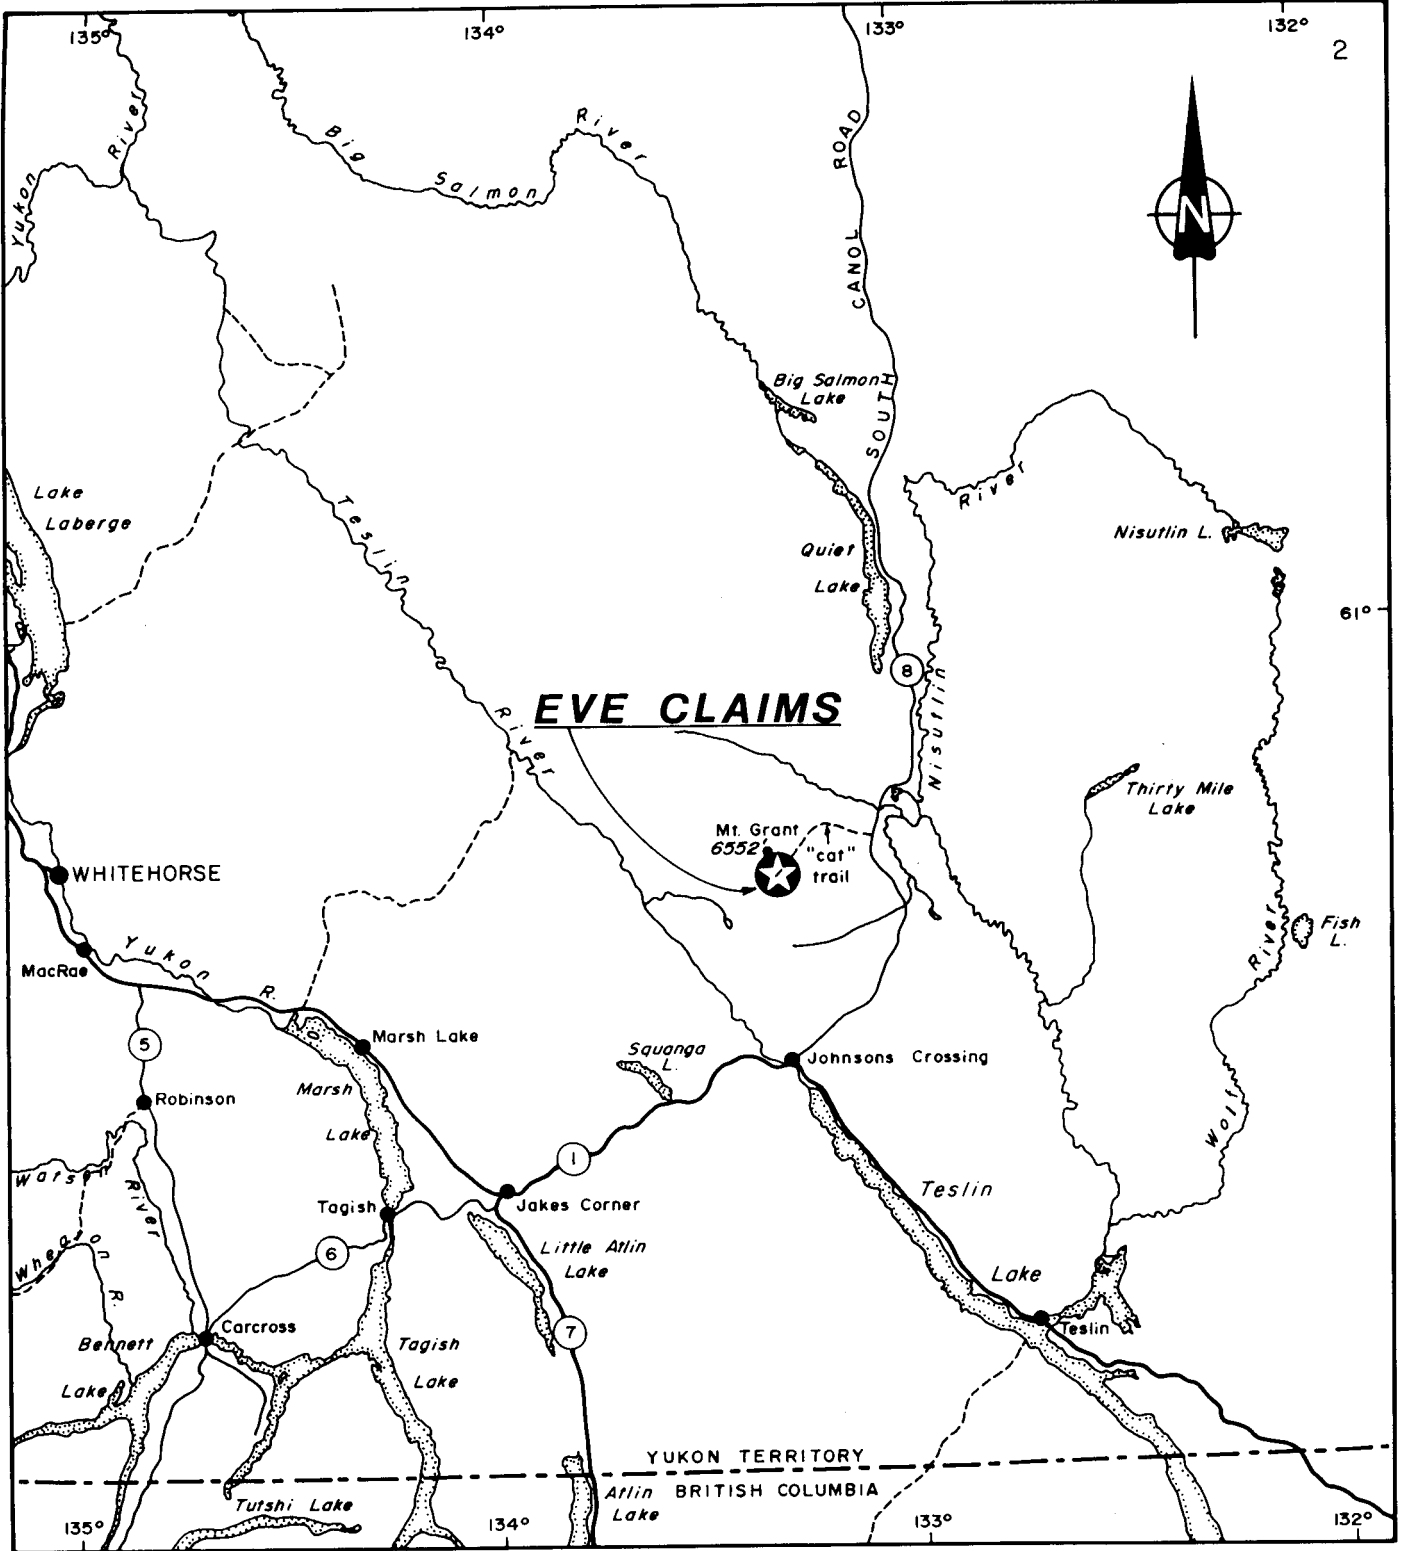 135°
134°
133°
132°
2
Yukon
River
Big
Salmon
River
SOUTH CANOL ROAD
N
Big Salmon
Lake
River
Nisutlin L.
Lake
Laberge
Teslin
River
Quiet
Lake
61°
8
Nisutlin
EVE CLAIMS
Thirty Mile
Lake
Mt. Grant
6552'
"cat"
trail
WHITEHORSE
Fish
L.
River
MacRae
Yukon
R.
Marsh Lake
Squanga
L.
Johnsons Crossing
5
Marsh
Lake
Robinson
Wolf
1
Watson
River
Teslin
Tagish
Jakes Corner
6
Little Atlin
Lake
Wheaton R.
Lake
7
Teslin
Carcross
Bennett
Lake
Tagish
Lake
YUKON TERRITORY
BRITISH COLUMBIA
Atlin
Lake
Tutshi Lake
135°
134°
133°
132°